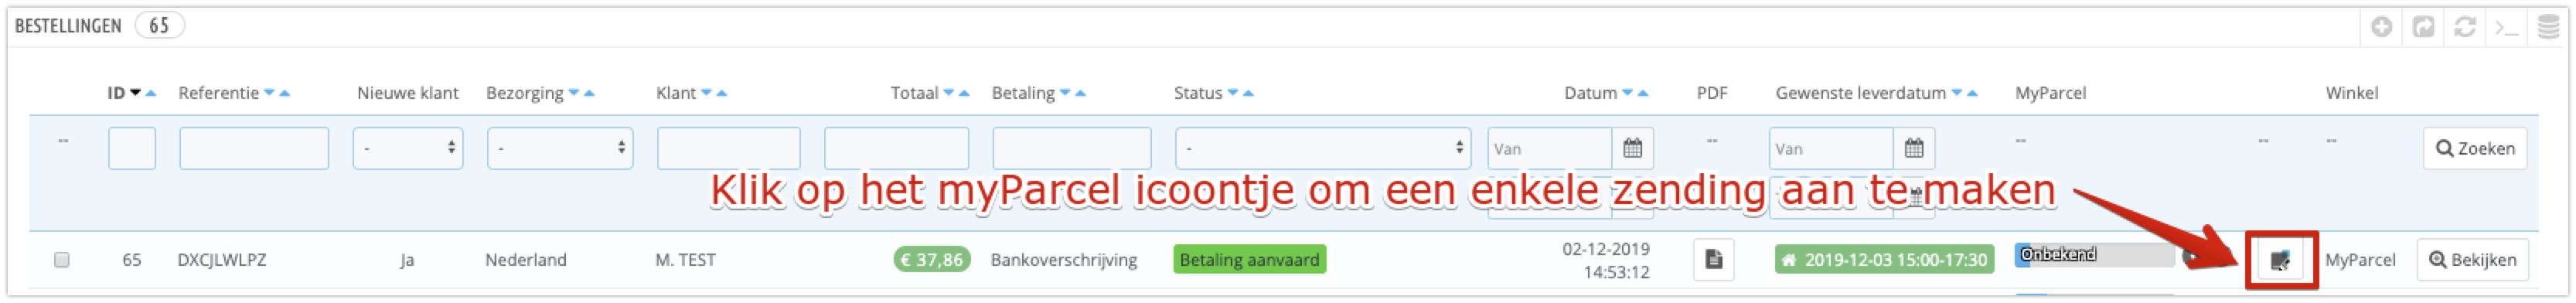 BESTELLINGEN 65
ID Referentie Nieuwe klant Bezorging Klant Totaal Betaling Status Datum PDF Gewenste leverdatum MyParcel Winkel
-- - - - Van -- Van -- -- -- Zoeken
Klik op het myParcel icoontje om een enkele zending aan te maken
65 DXCJLWLPZ Ja Nederland M. TEST € 37,86 Bankoverschrijving Betaling aanvaard 02-12-2019 14:53:12 2019-12-03 15:00-17:30 Onbekend MyParcel Bekijken